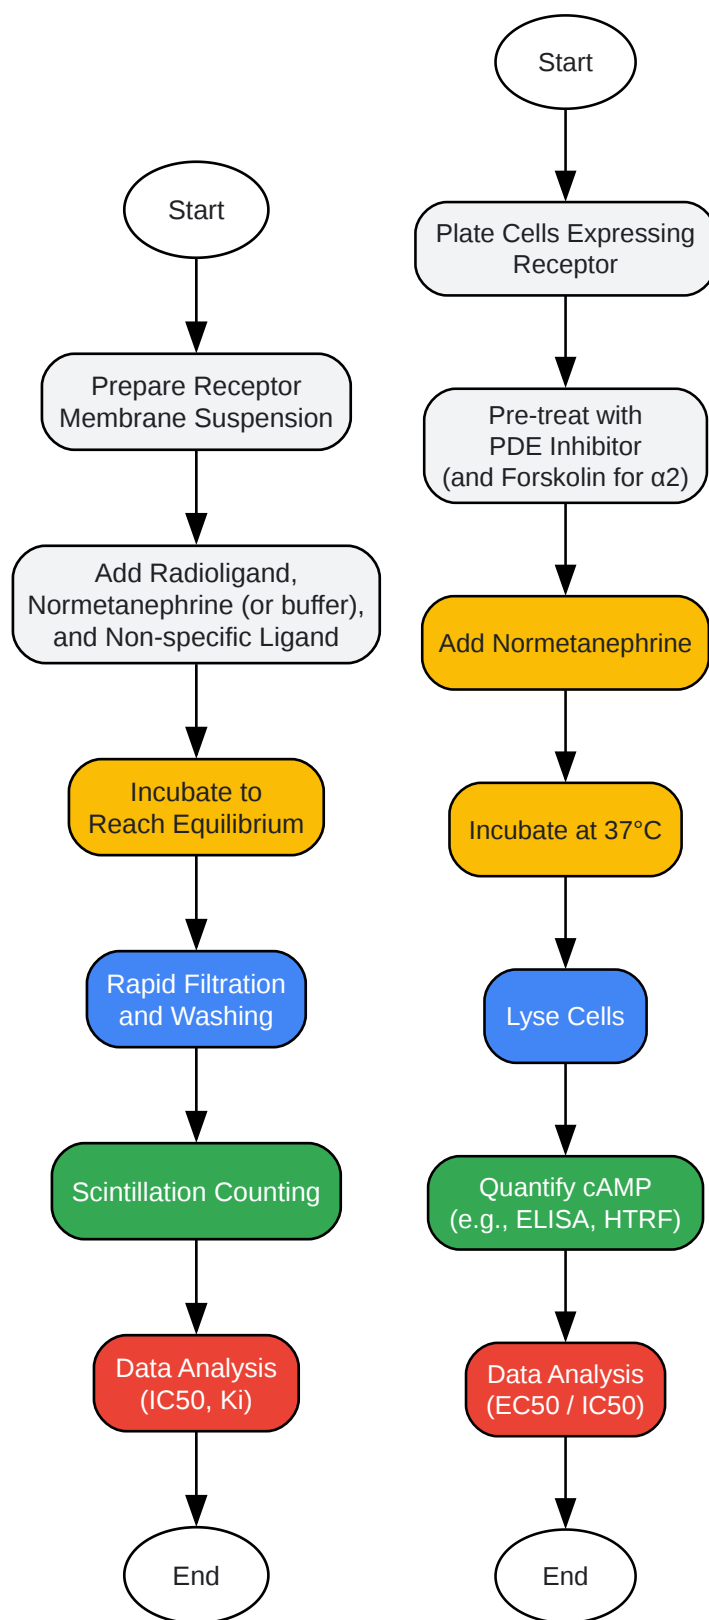 Start
Prepare Receptor
Membrane Suspension
Add Radioligand,
Normetanephrine (or buffer),
and Non-specific Ligand
Incubate to
Reach Equilibrium
Rapid Filtration
and Washing
Scintillation Counting
Data Analysis
(IC50, Ki)
End
Start
Plate Cells Expressing
Receptor
Pre-treat with
PDE Inhibitor
(and Forskolin for α2)
Add Normetanephrine
Incubate at 37°C
Lyse Cells
Quantify cAMP
(e.g., ELISA, HTRF)
Data Analysis
(EC50 / IC50)
End